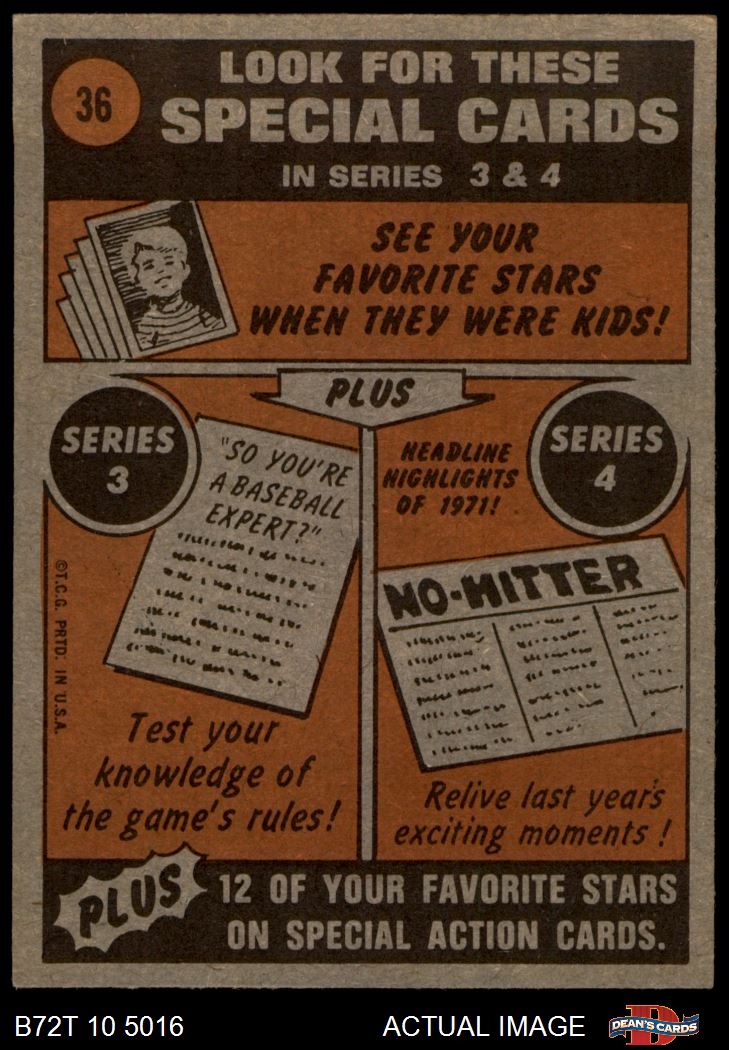 36
LOOK FOR THESE
SPECIAL CARDS
IN SERIES 3 & 4
SEE YOUR
FAVORITE STARS
WHEN THEY WERE KIDS!
PLUS
SERIES
3
"SO YOU'RE
A BASEBALL
EXPERT?"
Test your
knowledge of
the game's rules!
HEADLINE
HIGHLIGHTS
OF 1971!
SERIES
4
NO-HITTER
Relive last year's
exciting moments!
©T.C.G. PRTD. IN U.S.A.
PLUS
12 OF YOUR FAVORITE STARS
ON SPECIAL ACTION CARDS.
B72T 10 5016
ACTUAL IMAGE
D
DEAN'S CARDS